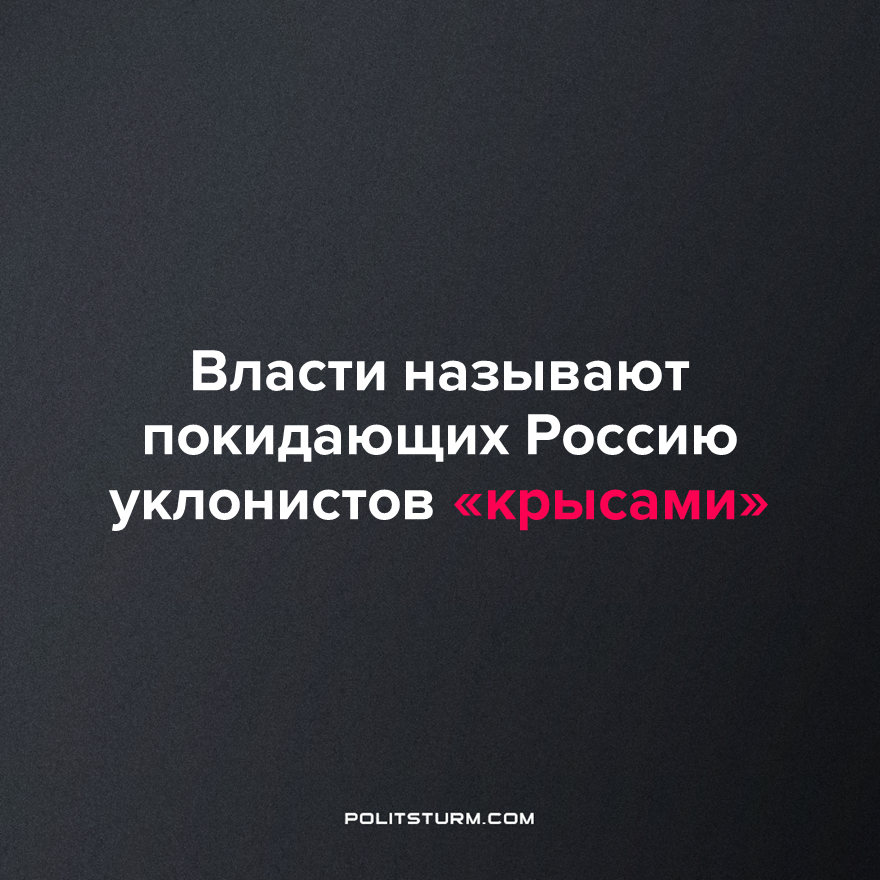 Власти называют
покидающих Россию
уклонистов «крысами»
POLITSTURM.COM